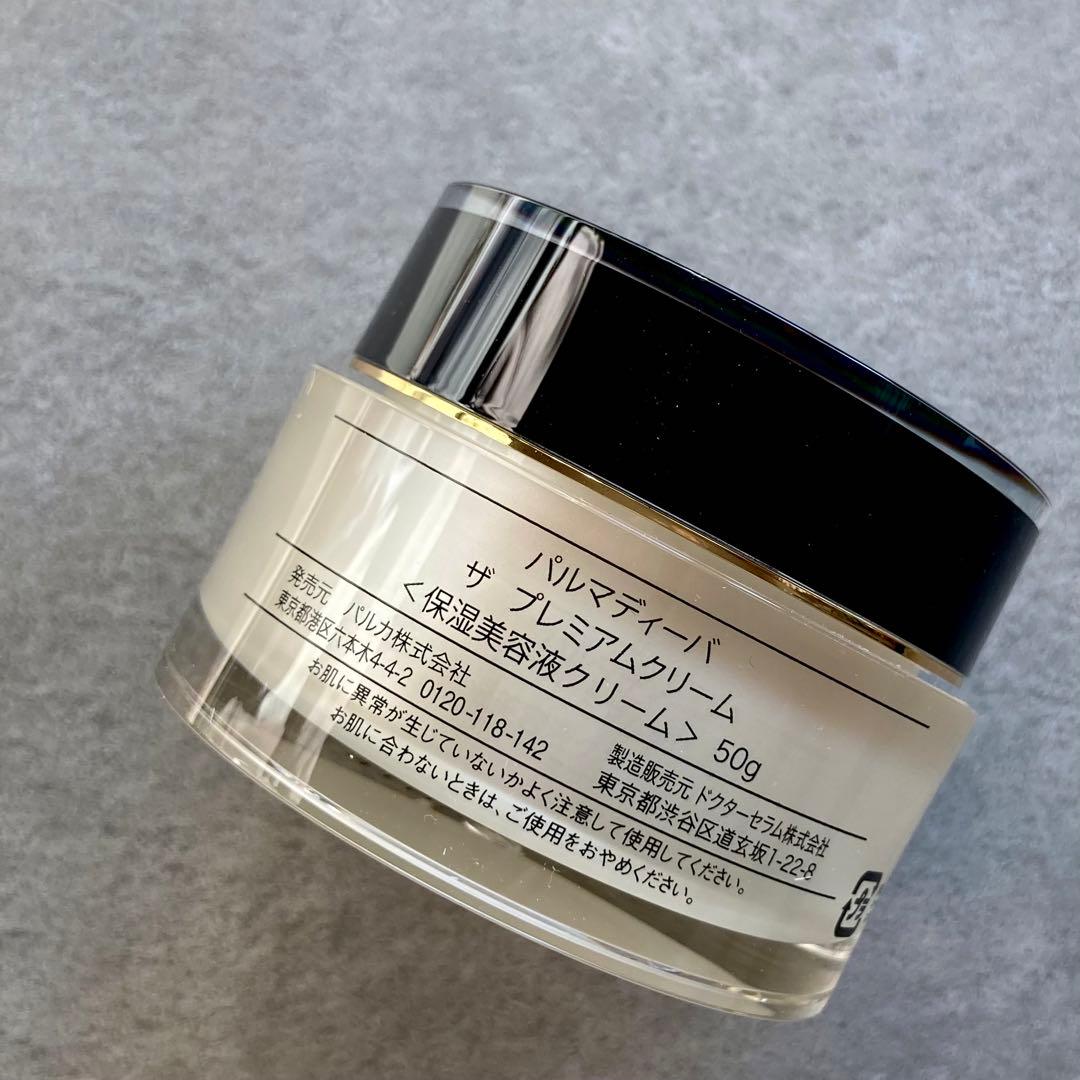 パルマディーバ
ザ プレミアムクリーム
<保湿美容液クリーム> 50g
発売元 パルカ株式会社
東京都港区六本木4-4-2 0120-118-142
製造販売元 ドクターセラム株式会社
東京都渋谷区道玄坂1-22-8
お肌に異常が生じていないかよく注意して使用してください。
お肌に合わないときは、ご使用をおやめください。